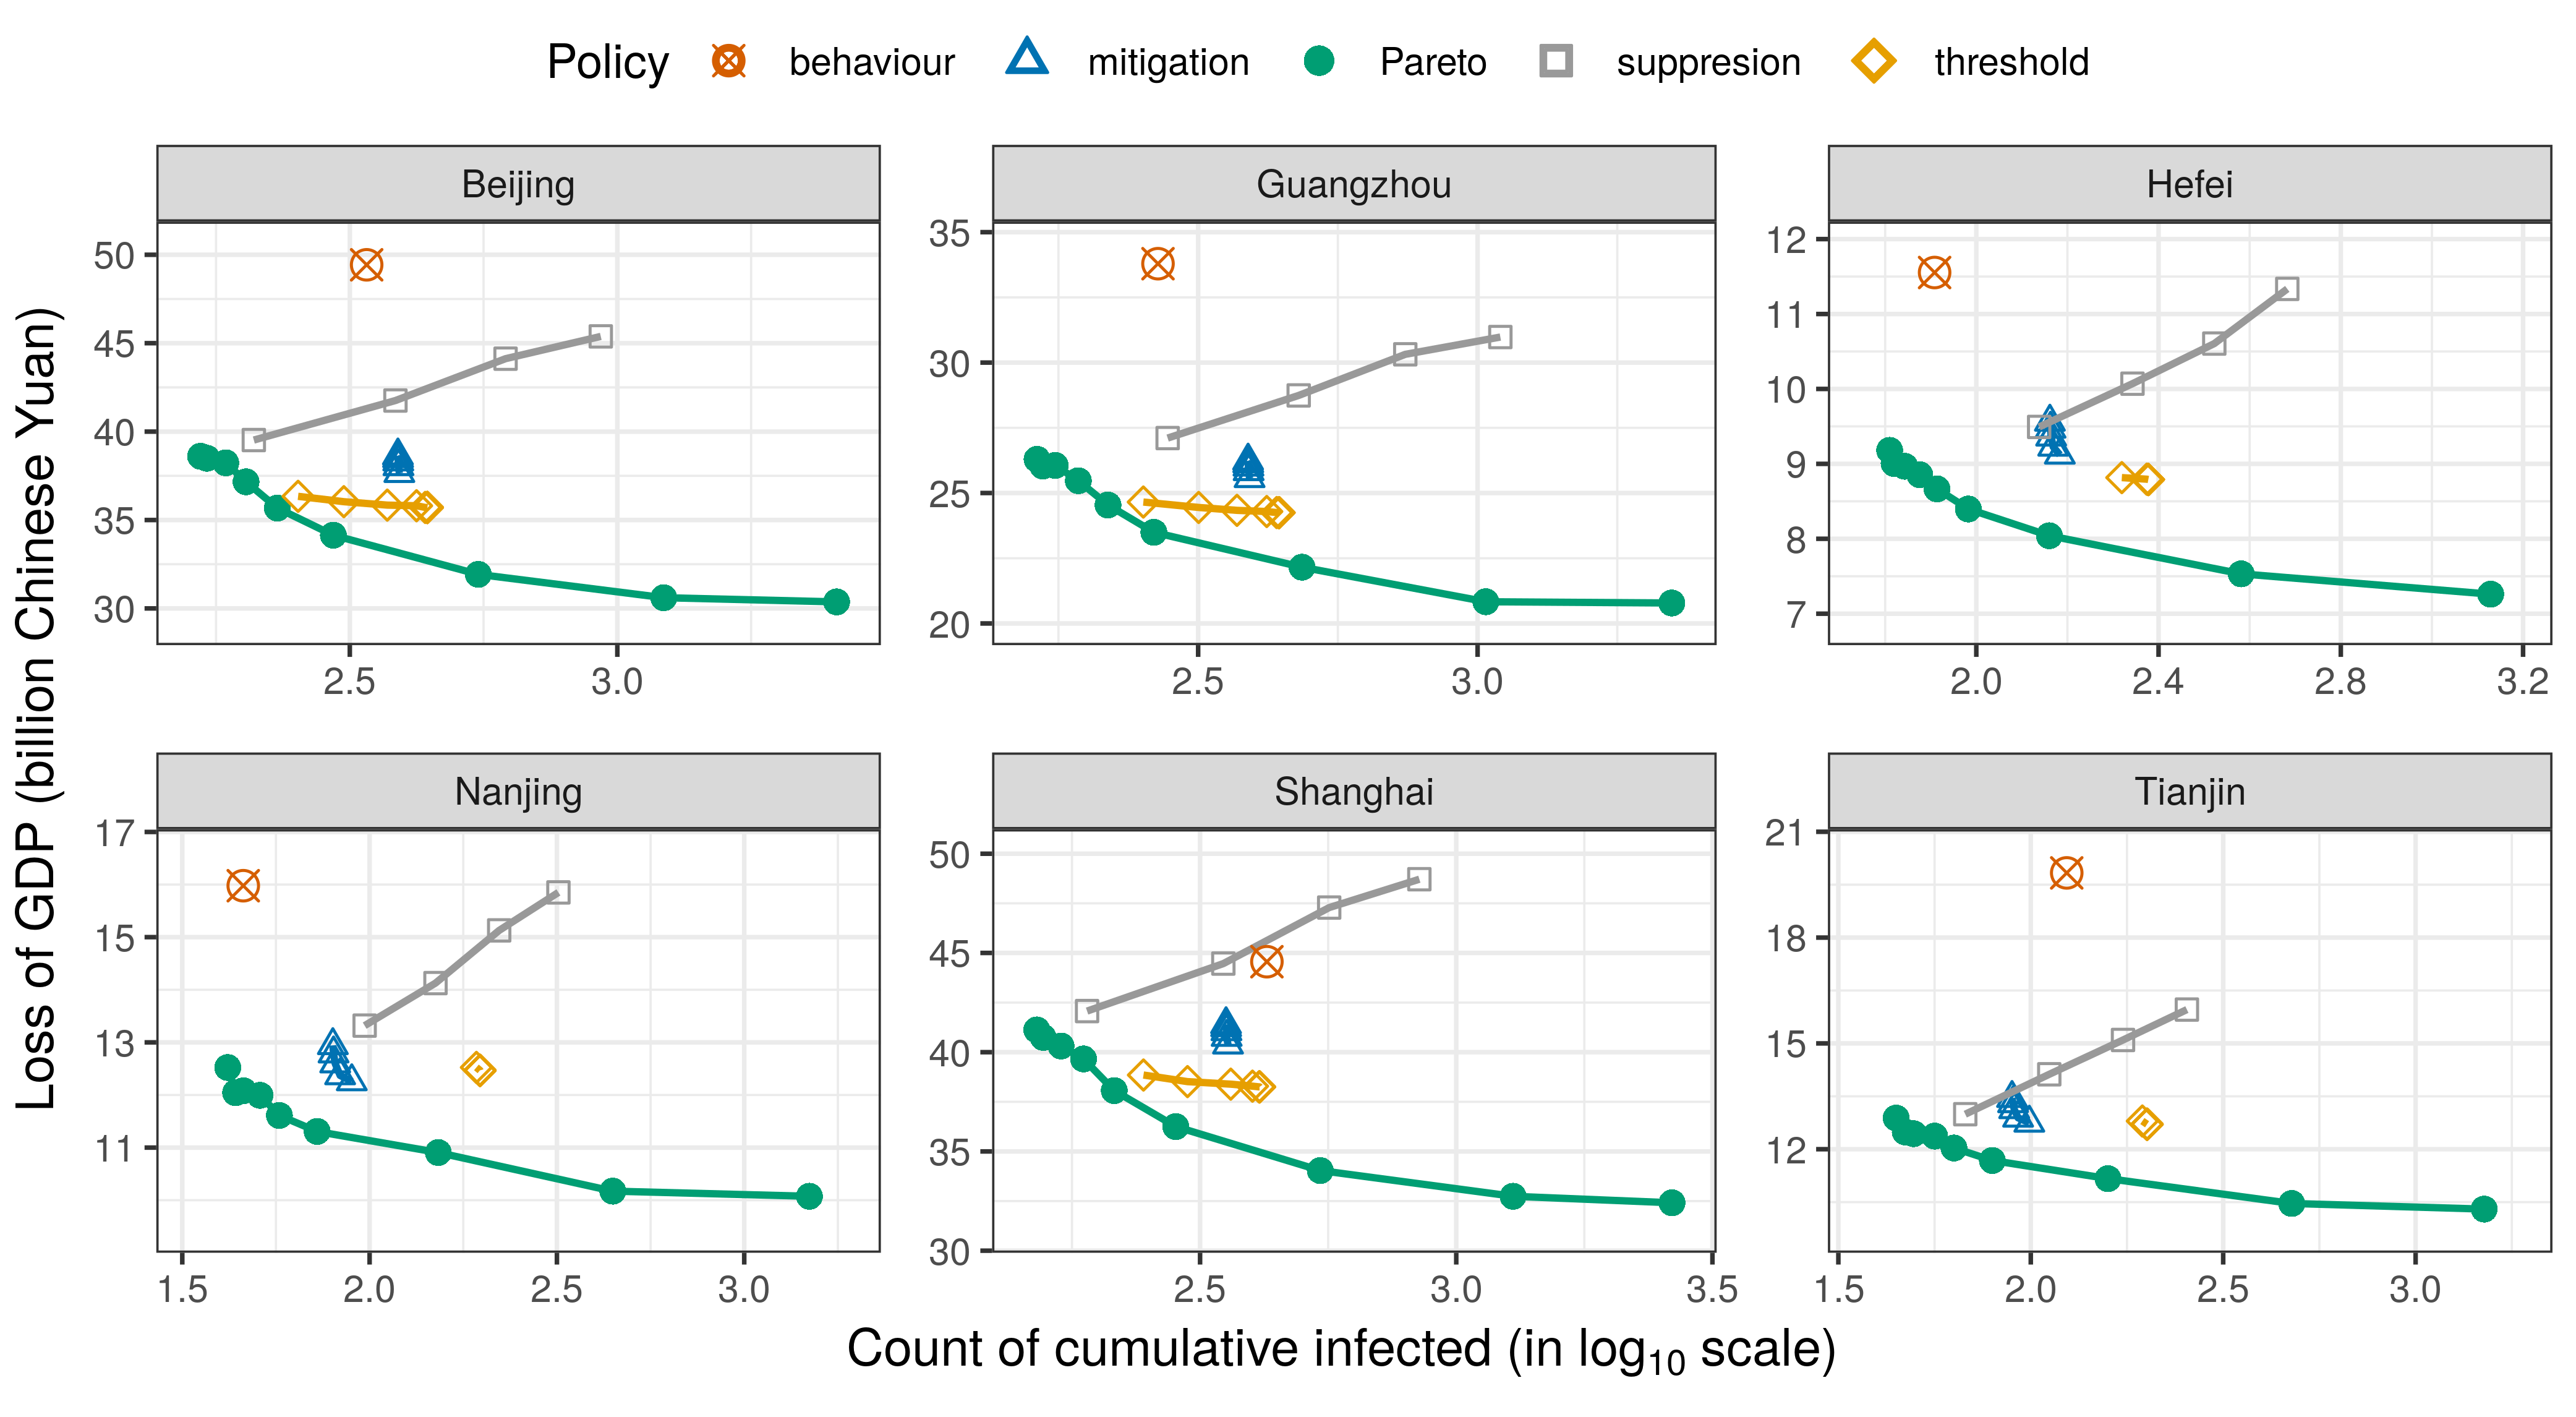 Policy behaviour mitigation Pareto suppresion threshold
Loss of GDP (billion Chinese Yuan)
Beijing
50
45
40
35
30
2.5 3.0
Guangzhou
35
30
25
20
2.5 3.0
Hefei
12
11
10
9
8
7
2.0 2.4 2.8 3.2
Nanjing
17
15
13
11
1.5 2.0 2.5 3.0
Shanghai
50
45
40
35
30
2.5 3.0 3.5
Tianjin
21
18
15
12
1.5 2.0 2.5 3.0
Count of cumulative infected (in log10 scale)